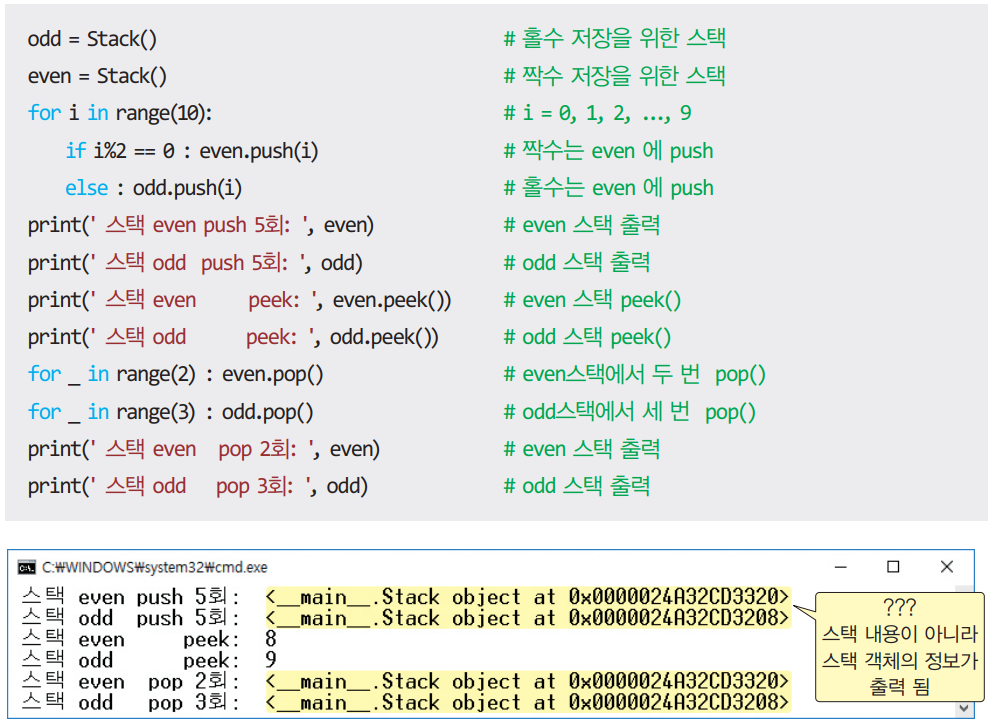 odd = Stack() # 홀수 저장을 위한 스택
even = Stack() # 짝수 저장을 위한 스택
for i in range(10): # i = 0, 1, 2, ..., 9
if i%2 == 0 : even.push(i) # 짝수는 even 에 push
else : odd.push(i) # 홀수는 even 에 push
print(' 스택 even push 5회: ', even) # even 스택 출력
print(' 스택 odd push 5회: ', odd) # odd 스택 출력
print(' 스택 even peek: ', even.peek()) # even 스택 peek()
print(' 스택 odd peek: ', odd.peek()) # odd 스택 peek()
for _ in range(2) : even.pop() # even스택에서 두 번 pop()
for _ in range(3) : odd.pop() # odd스택에서 세 번 pop()
print(' 스택 even pop 2회: ', even) # even 스택 출력
print(' 스택 odd pop 3회: ', odd) # odd 스택 출력
C:₩WINDOWS₩system32₩cmd.exe
스택 even push 5회: <__main__.Stack object at 0x0000024A32CD3320>
스택 odd push 5회: <__main__.Stack object at 0x0000024A32CD3208>
스택 even peek: 8
스택 odd peek: 9
스택 even pop 2회: <__main__.Stack object at 0x0000024A32CD3320>
스택 odd pop 3회: <__main__.Stack object at 0x0000024A32CD3208>
???
스택 내용이 아니라
스택 객체의 정보가
출력 됨